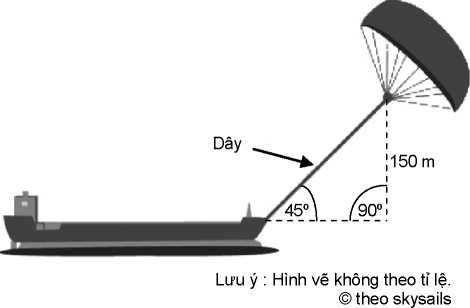 Dây
150 m
45º
90º
Lưu ý : Hình vẽ không theo tỉ lệ.
© theo skysails